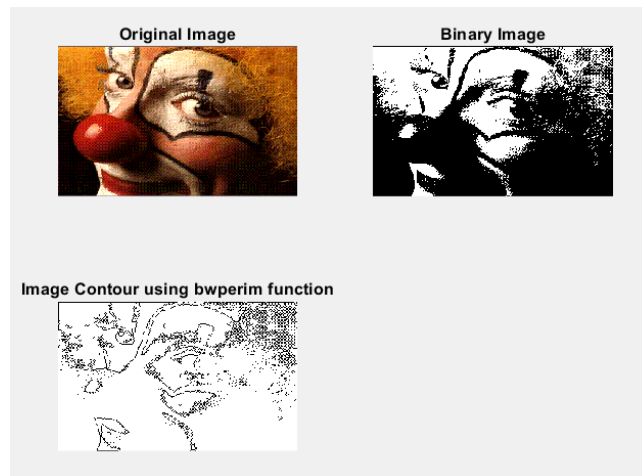 Original Image
Binary Image
Image Contour using bwperim function